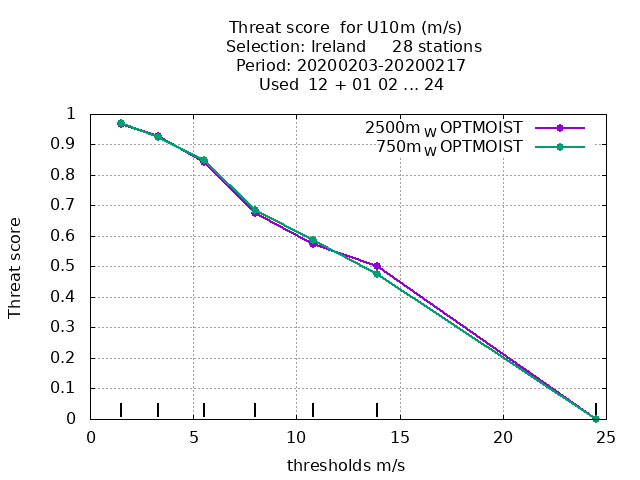 Threat score for U10m (m/s)
Selection: Ireland 28 stations
Period: 20200203-20200217
Used 12 + 01 02 ... 24
2500m W OPTMOIST
750m W OPTMOIST
1
0.9
0.8
0.7
0.6
0.5
0.4
0.3
0.2
0.1
0
Threat score
0 5 10 15 20 25
thresholds m/s